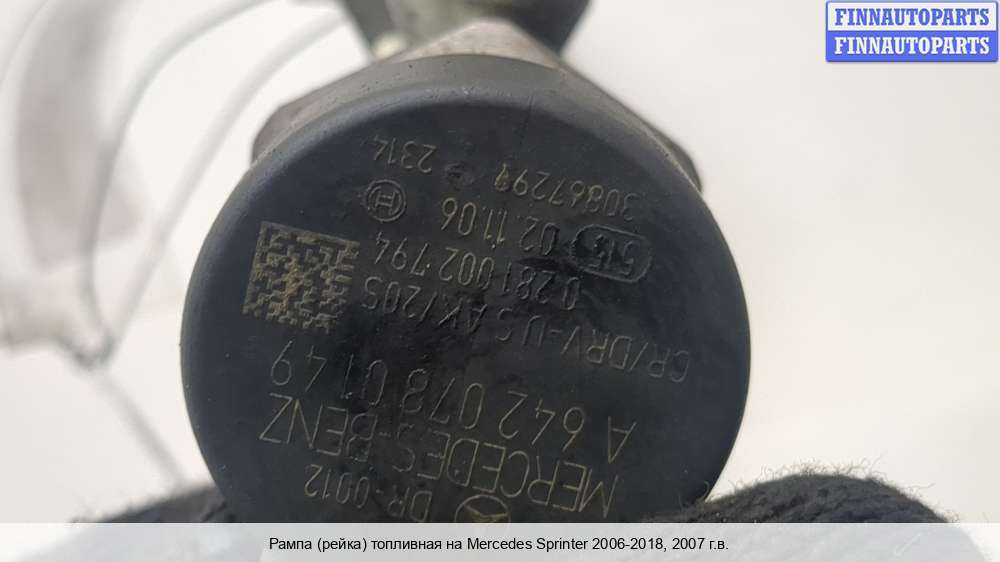 FINNAUTOPARTS
FINNAUTOPARTS
DR-0012
MERCEDES-BENZ
A 642 078 01 49
CR/DRV-U.S AK/20S
0 281 002 794
02.11.06
2314
Рампа (рейка) топливная на Mercedes Sprinter 2006-2018, 2007 г.в.